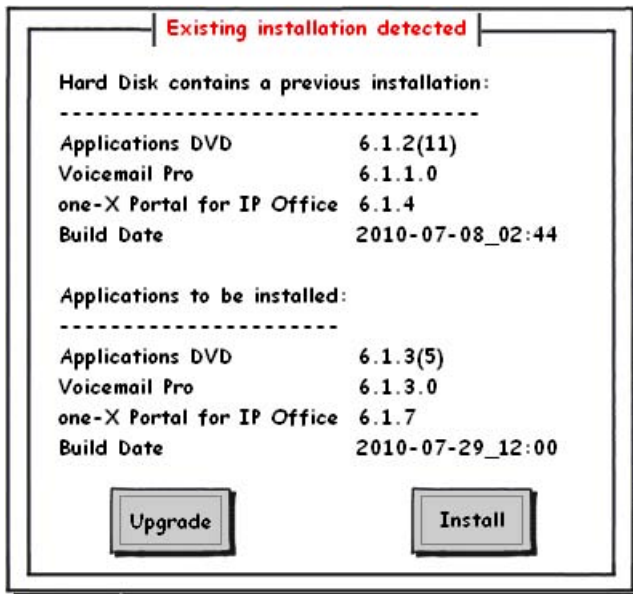 Existing installation detected
Hard Disk contains a previous installation:
---------------------------------
Applications DVD 6.1.2(11)
Voicemail Pro 6.1.1.0
one-X Portal for IP Office 6.1.4
Build Date 2010-07-08_02:44
Applications to be installed:
----------------------
Applications DVD 6.1.3(5)
Voicemail Pro 6.1.3.0
one-X Portal for IP Office 6.1.7
Build Date 2010-07-29_12:00
Upgrade Install